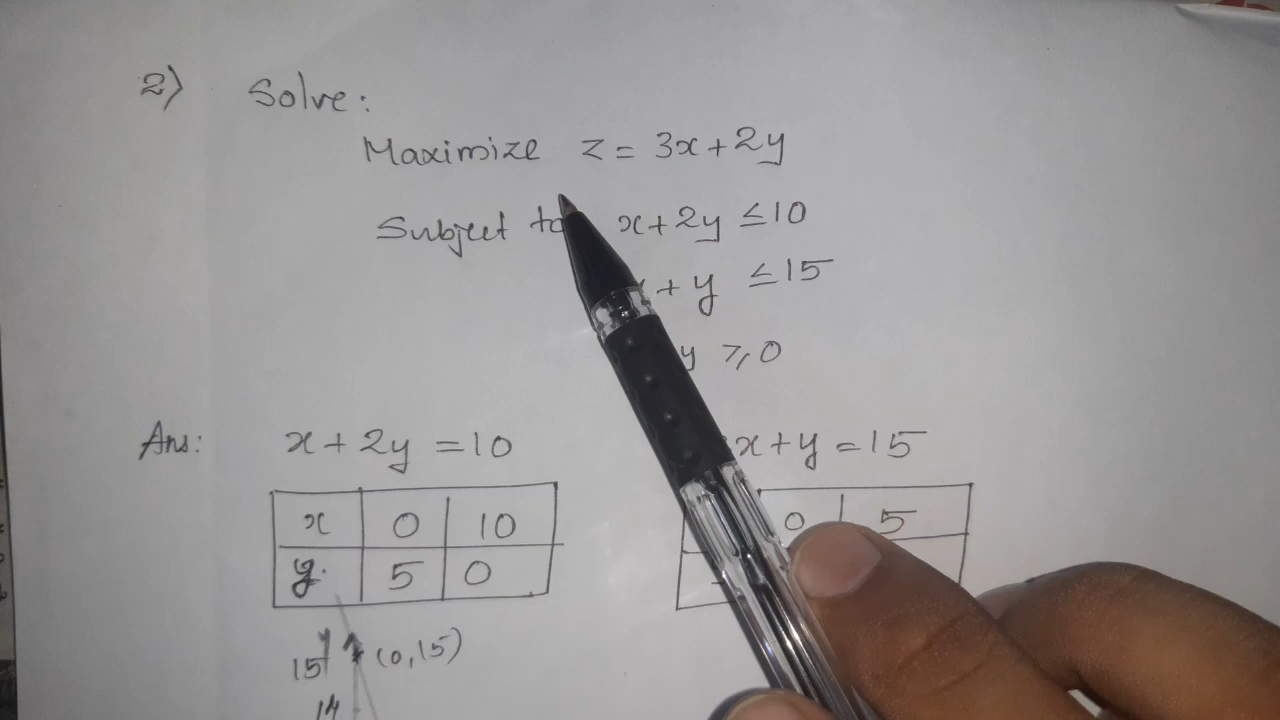 2) Solve:
Maximize z = 3x+2y
Subject to x+2y ≤10
+ y ≤15
y ≥0
Ans: x+2y =10 x+y=15
x 0 10 0 5
y 5 0
y
15 (0,15)
14